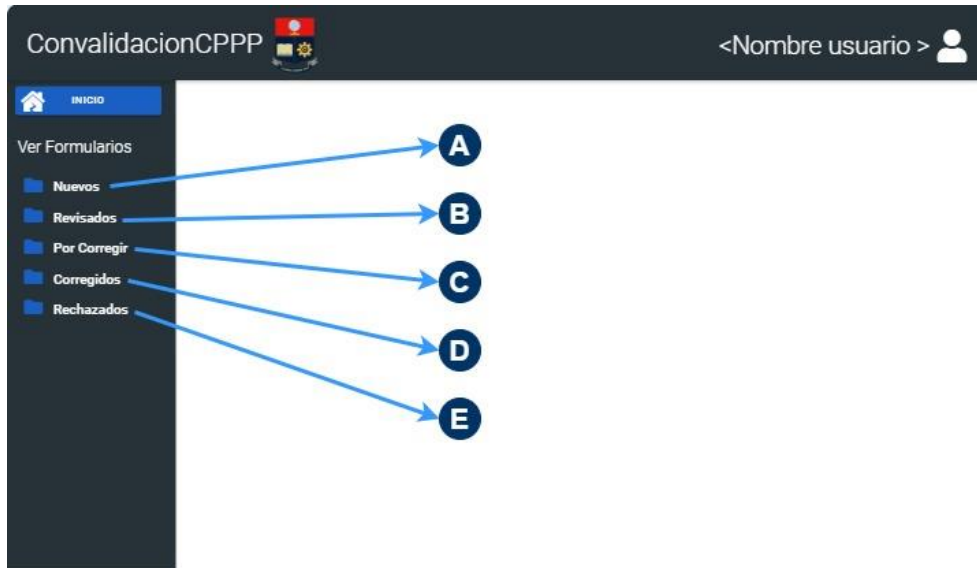 ConvalidacionCPPP
<Nombre usuario >
INICIO
Ver Formularios
Nuevos
Revisados
Por Corregir
Corregidos
Rechazados
A
B
C
D
E